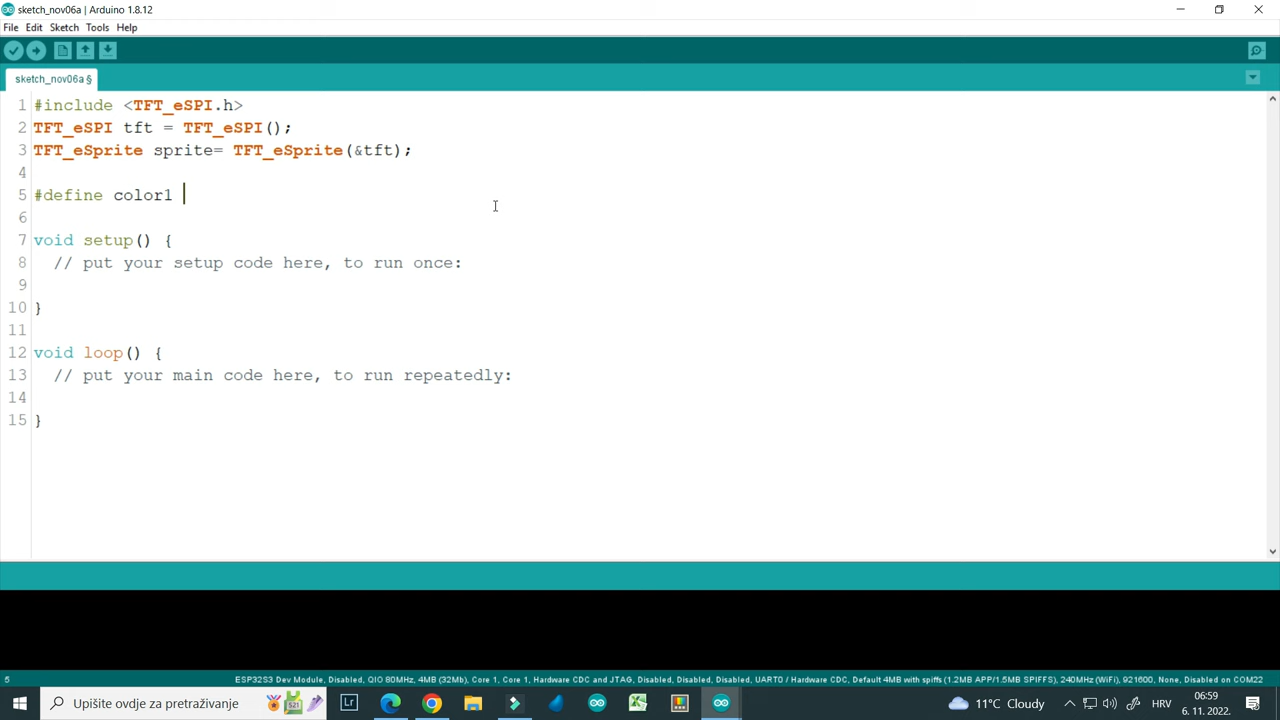 sketch_nov06a | Arduino 1.8.12
File Edit Sketch Tools Help
sketch_nov06a §
1 #include <TFT_eSPI.h>
2 TFT_eSPI tft = TFT_eSPI();
3 TFT_eSprite sprite= TFT_eSprite(&tft);
4
5 #define color1
6
7 void setup() {
8 // put your setup code here, to run once:
9
10 }
11
12 void loop() {
13 // put your main code here, to run repeatedly:
14
15 }
5 ESP32S3 Dev Module, Disabled, QIO 80MHz, 4MB (32Mb), Core 1, Core 1, Hardware CDC and JTAG, Disabled, Disabled, Disabled, UART0 / Hardware CDC, Default 4MB with spiffs (1.2MB APP/1.5MB SPIFFS), 240MHz (WiFi), 921600, None, Disabled on COM22
Upišite ovdje za pretraživanje
11°C Cloudy
HRV
06:59
6. 11. 2022.